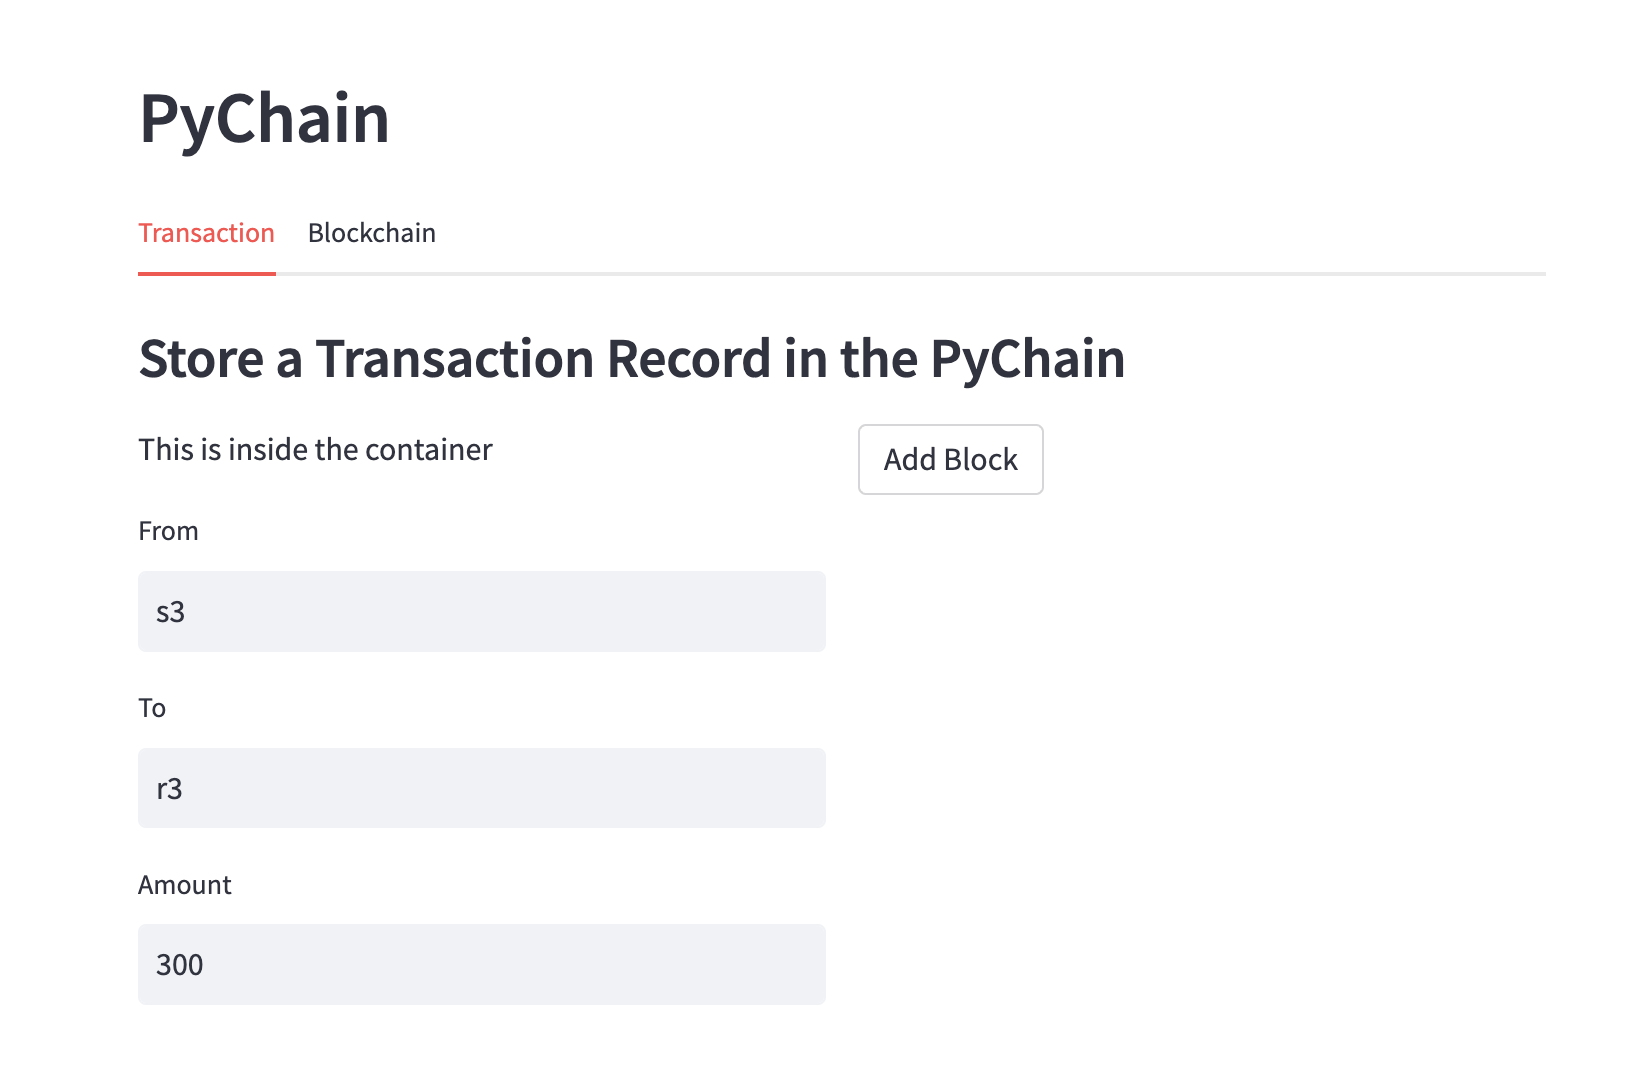 PyChain
Transaction Blockchain
Store a Transaction Record in the PyChain
This is inside the container
Add Block
From
s3
To
r3
Amount
300